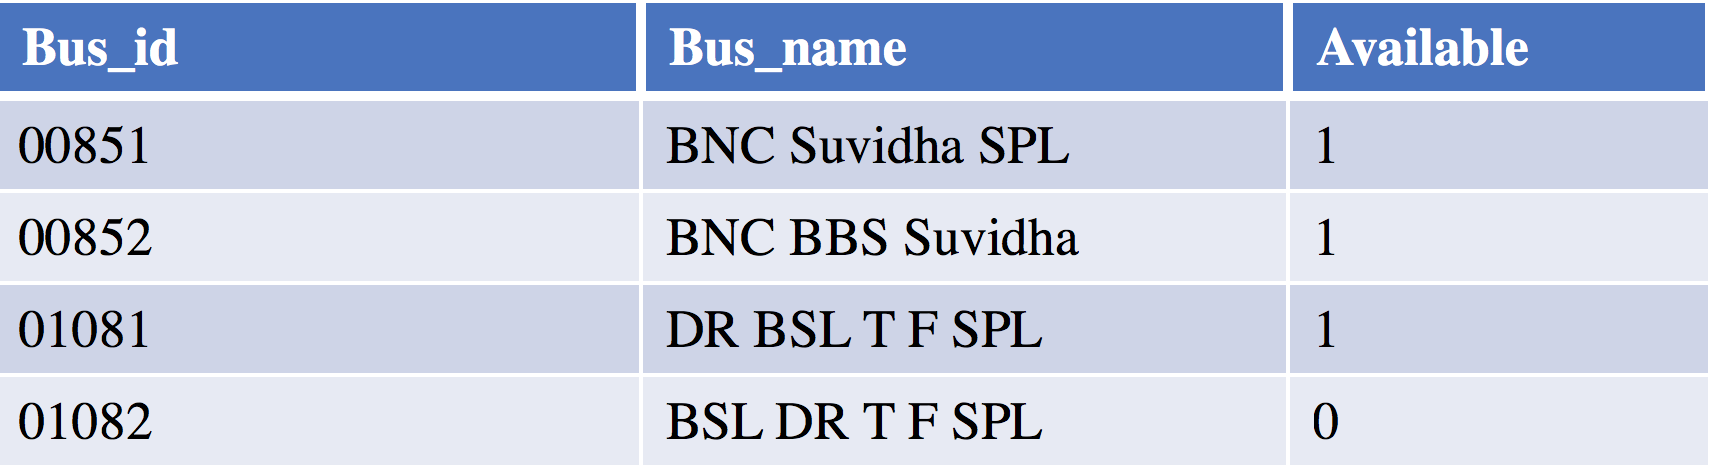 Bus_id Bus_name Available
00851 BNC Suvidha SPL 1
00852 BNC BBS Suvidha 1
01081 DR BSL T F SPL 1
01082 BSL DR T F SPL 0